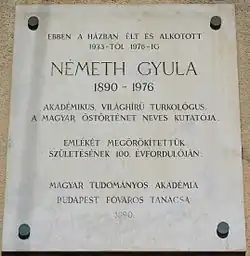 EBBEN A HÁZBAN ÉLT ÉS ALKOTOTT
1933-TÓL 1976-IG
NÉMETH GYULA
1890 - 1976
AKADÉMIKUS, VILÁGHÍRŰ TURKOLÓGUS,
A MAGYAR ŐSTÖRTÉNET NEVES KUTATÓJA.
EMLÉKÉT MEGÖRÖKÍTETTÜK
SZÜLETÉSÉNEK 100. ÉVFORDULÓJÁN.
MAGYAR TUDOMÁNYOS AKADÉMIA
BUDAPEST FŐVÁROS TANÁCSA
1990.